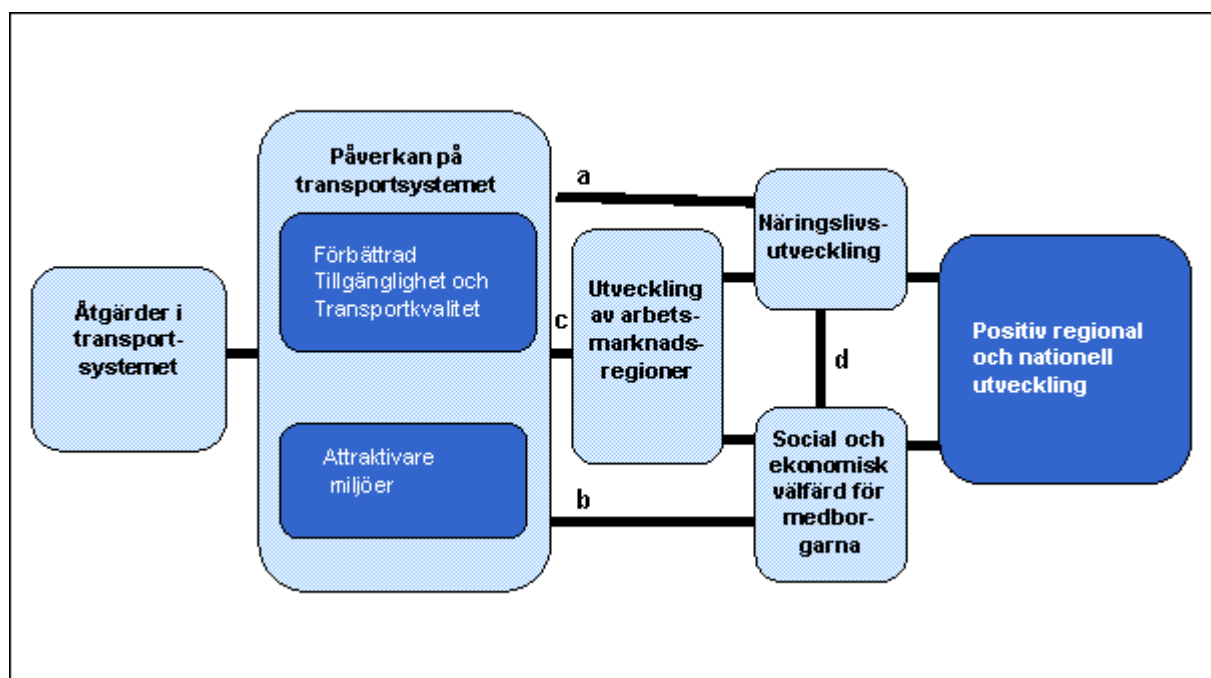 Åtgärder i
transport-
systemet
Påverkan på
transportsystemet
Förbättrad
Tillgänglighet och
Transportkvalitet
Attraktivare
miljöer
a
c
b
Utveckling
av arbets-
marknads-
regioner
Näringslivs-
utveckling
d
Social och
ekonomisk
välfärd för
medbor-
garna
Positiv regional
och nationell
utveckling